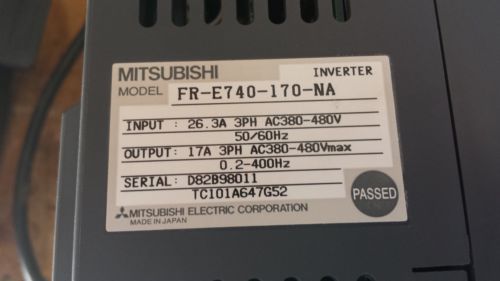 MITSUBISHI INVERTER
MODEL FR-E740-170-NA
INPUT : 26.3A 3PH AC380-480V
50/60Hz
OUTPUT: 17A 3PH AC380-480Vmax
0.2-400Hz
SERIAL: D82B98011
TC101A647G52
PASSED
MITSUBISHI ELECTRIC CORPORATION
MADE IN JAPAN